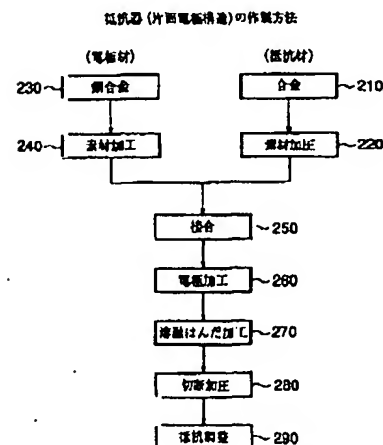 抵抗器(片面電極構造)の作製方法
(電極材) (抵抗材)
230 銅合金 合金 210
240 素材加工 素材加圧 220
接合 250
電極加工 260
溶融はんだ加工 270
切断加圧 280
抵抗調整 290